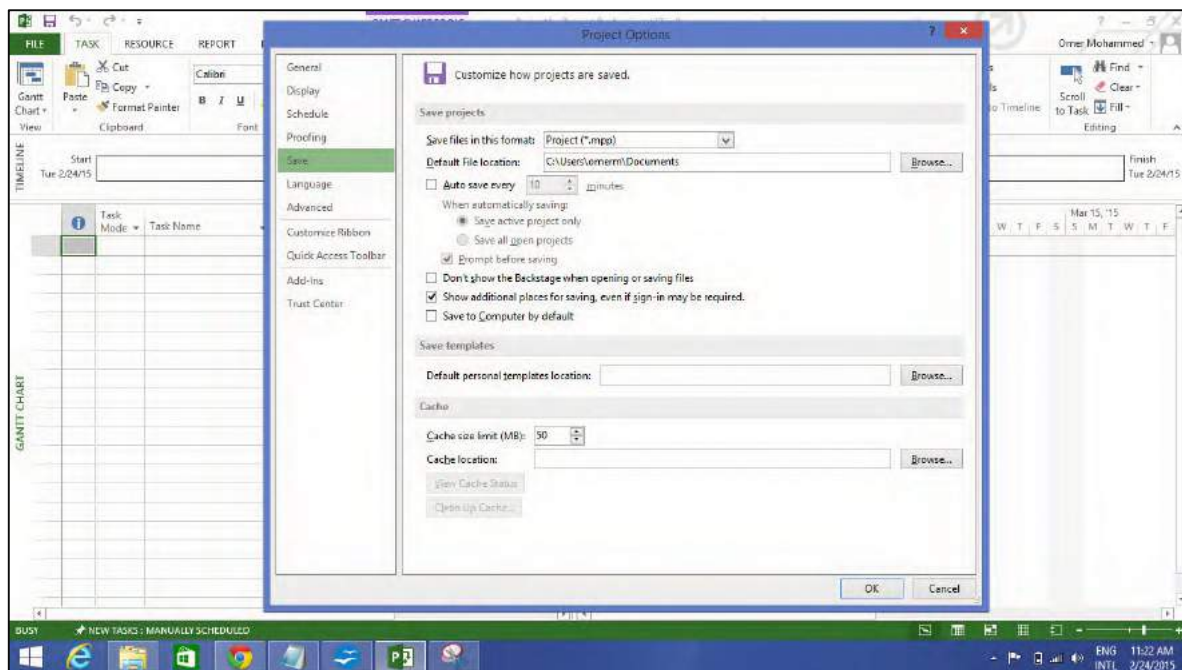 Project Options
?
FILE
TASK
RESOURCE
REPORT
Omer Mohammed
Gantt Chart
Paste
Cut
Copy
Format Painter
Calibri
B I U
View
Clipboard
Font
Find
Clear
Fill
Scroll to Task
to Timeline
Editing
TIMELINE
Start
Tue 2/24/15
Finish
Tue 2/24/15
Task Mode
Task Name
Mar 15, '15
W T F S S M T W T F
GANTT CHART
General
Display
Schedule
Proofing
Save
Language
Advanced
Customize Ribbon
Quick Access Toolbar
Add-Ins
Trust Center
Customize how projects are saved.
Save projects
Save files in this format: Project (*.mpp)
Default File location: C:\Users\omerm\Documents Browse...
Auto save every 10 minutes
When automatically saving:
Save active project only
Save all open projects
Prompt before saving
Don't show the Backstage when opening or saving files
Show additional places for saving, even if sign-in may be required.
Save to Computer by default
Save templates
Default personal templates location: Browse...
Cache
Cache size limit (MB): 50
Cache location: Browse...
View Cache Status
Clean Up Cache...
OK Cancel
BUSY
NEW TASKS : MANUALLY SCHEDULED
ENG 11:22 AM
INTL 2/24/2015